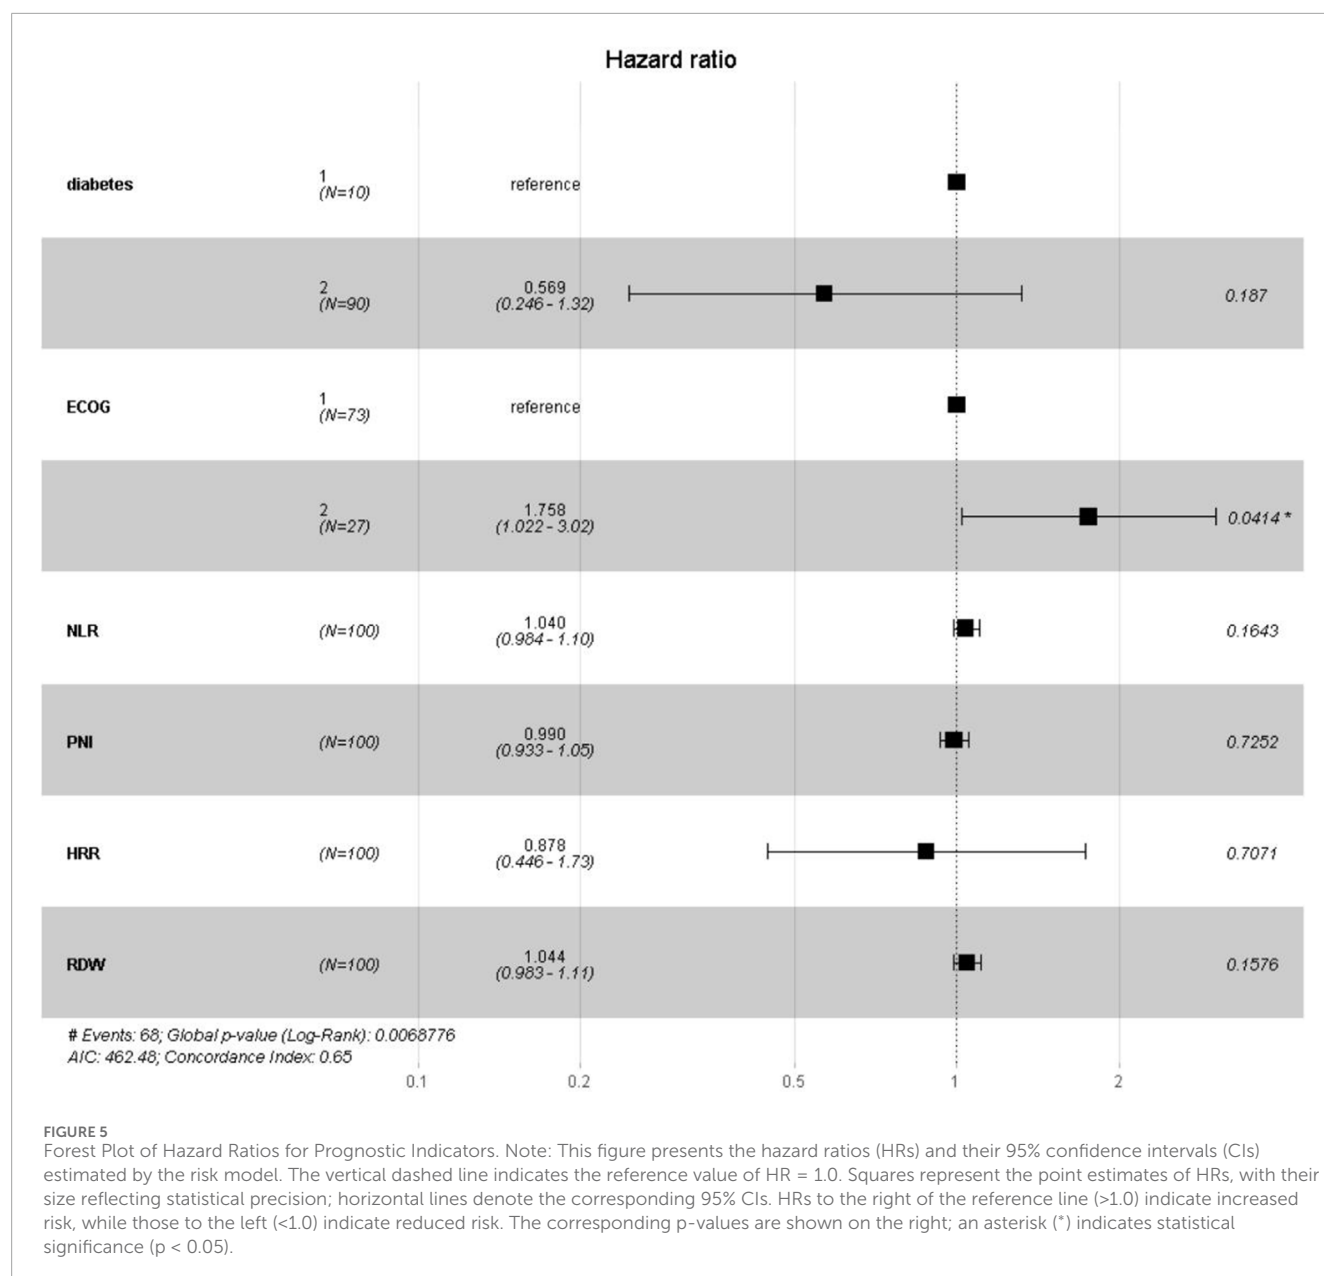 Hazard ratio
diabetes 1 reference
(N=10)
2 0.569
(N=90) (0.246 - 1.32) 0.187
ECOG 1 reference
(N=73)
2 1.758
(N=27) (1.022 - 3.02) 0.0414 *
NLR (N=100) 1.040
(0.984 - 1.10) 0.1643
PNI (N=100) 0.990
(0.933 - 1.05) 0.7252
HRR (N=100) 0.878
(0.446 - 1.73) 0.7071
RDW (N=100) 1.044
(0.983 - 1.11) 0.1576
# Events: 68; Global p-value (Log-Rank): 0.0068776
AIC: 462.48; Concordance Index: 0.65
0.1 0.2 0.5 1 2
FIGURE 5
Forest Plot of Hazard Ratios for Prognostic Indicators. Note: This figure presents the hazard ratios (HRs) and their 95% confidence intervals (CIs)
estimated by the risk model. The vertical dashed line indicates the reference value of HR = 1.0. Squares represent the point estimates of HRs, with their
size reflecting statistical precision; horizontal lines denote the corresponding 95% CIs. HRs to the right of the reference line (>1.0) indicate increased
risk, while those to the left (<1.0) indicate reduced risk. The corresponding p-values are shown on the right; an asterisk (*) indicates statistical
significance (p < 0.05).